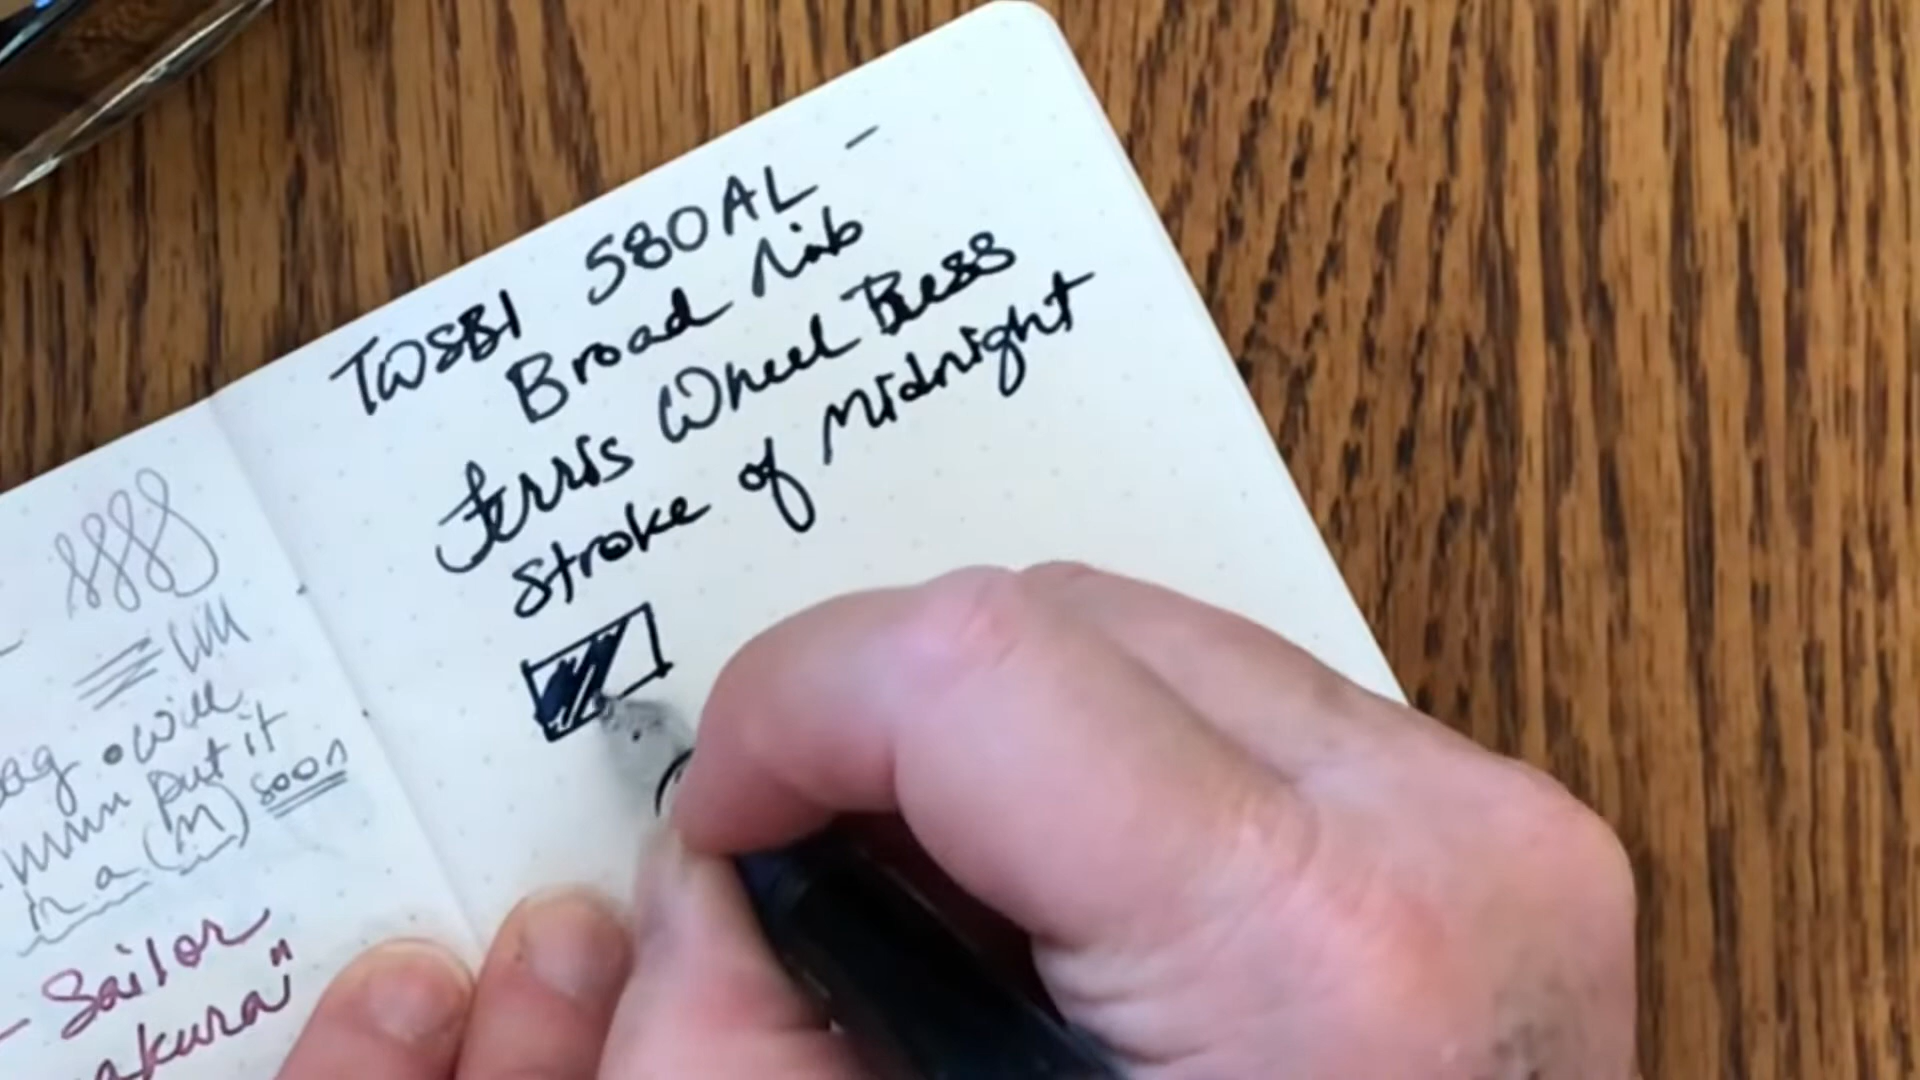 will
put it
in a (M) soon
- Sailor
TWSBI 580AL -
Broad Nib
Ferris Wheel Press
Stroke of Midnight